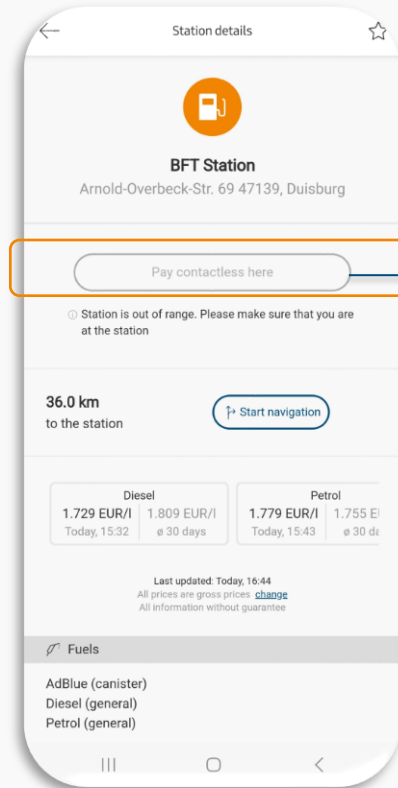 Station details
BFT Station
Arnold-Overbeck-Str. 69 47139, Duisburg
Pay contactless here
Station is out of range. Please make sure that you are
at the station
36.0 km
to the station
Start navigation
Diesel
1.729 EUR/l 1.809 EUR/l
Today, 15:32 ø 30 days
Petrol
1.779 EUR/l 1.755 E
Today, 15:43 ø 30 da
Last updated: Today, 16:44
All prices are gross prices change
All information without guarantee
Fuels
AdBlue (canister)
Diesel (general)
Petrol (general)